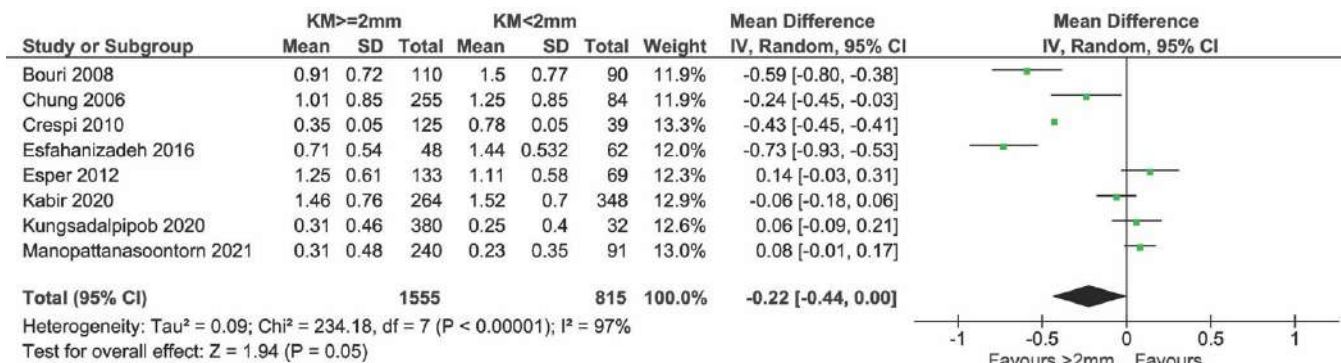 KM>=2mm KM<2mm Mean Difference Mean Difference
Study or Subgroup Mean SD Total Mean SD Total Weight IV, Random, 95% CI IV, Random, 95% CI
Bouri 2008 0.91 0.72 110 1.5 0.77 90 11.9% -0.59 [-0.80, -0.38]
Chung 2006 1.01 0.85 255 1.25 0.85 84 11.9% -0.24 [-0.45, -0.03]
Crespi 2010 0.35 0.05 125 0.78 0.05 39 13.3% -0.43 [-0.45, -0.41]
Esfahanizadeh 2016 0.71 0.54 48 1.44 0.532 62 12.0% -0.73 [-0.93, -0.53]
Esper 2012 1.25 0.61 133 1.11 0.58 69 12.3% 0.14 [-0.03, 0.31]
Kabir 2020 1.46 0.76 264 1.52 0.7 348 12.9% -0.06 [-0.18, 0.06]
Kungsadalpipob 2020 0.31 0.46 380 0.25 0.4 32 12.6% 0.06 [-0.09, 0.21]
Manopattanasoontorn 2021 0.31 0.48 240 0.23 0.35 91 13.0% 0.08 [-0.01, 0.17]
Total (95% CI) 1555 815 100.0% -0.22 [-0.44, 0.00]
Heterogeneity: Tau² = 0.09; Chi² = 234.18, df = 7 (P < 0.00001); I² = 97%
Test for overall effect: Z = 1.94 (P = 0.05)
-1 -0.5 0 0.5 1
Favours >2mm Favours